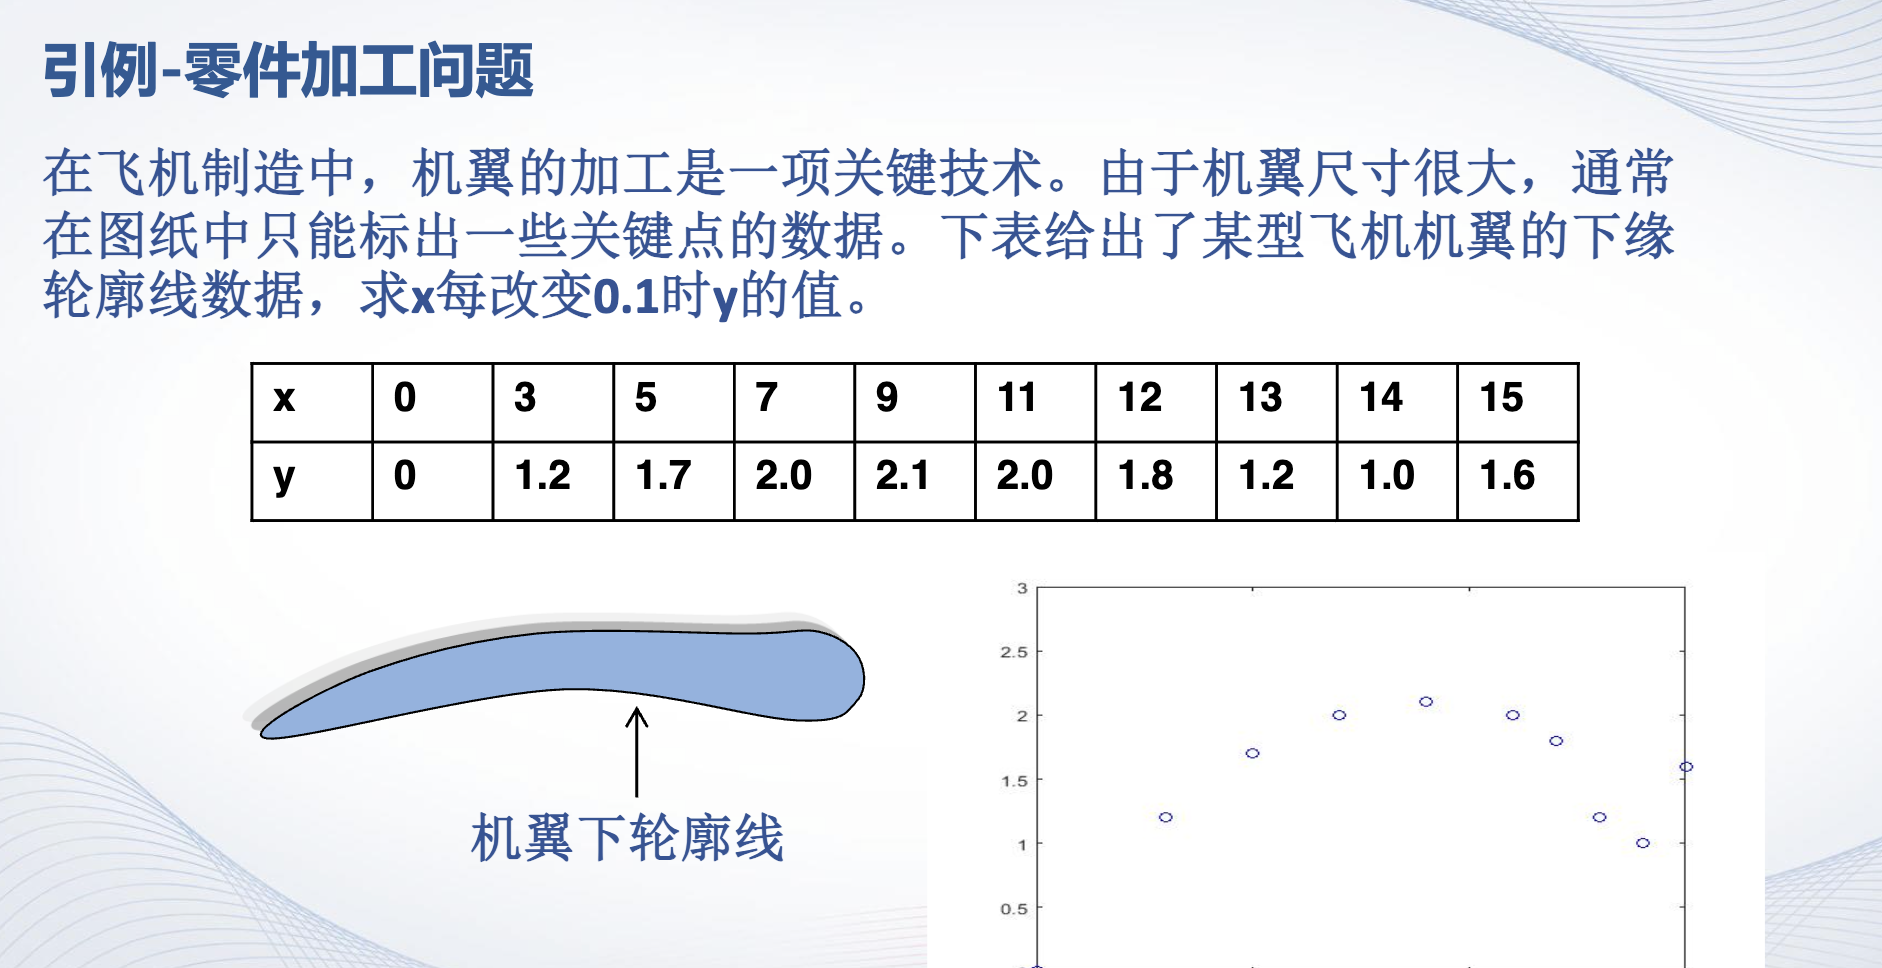 引例-零件加工问题
在飞机制造中，机翼的加工是一项关键技术。由于机翼尺寸很大，通常
在图纸中只能标出一些关键点的数据。下表给出了某型飞机机翼的下缘
轮廓线数据，求x每改变0.1时y的值。
x 0 3 5 7 9 11 12 13 14 15
y 0 1.2 1.7 2.0 2.1 2.0 1.8 1.2 1.0 1.6
机翼下轮廓线
3
2.5
2
1.5
1
0.5